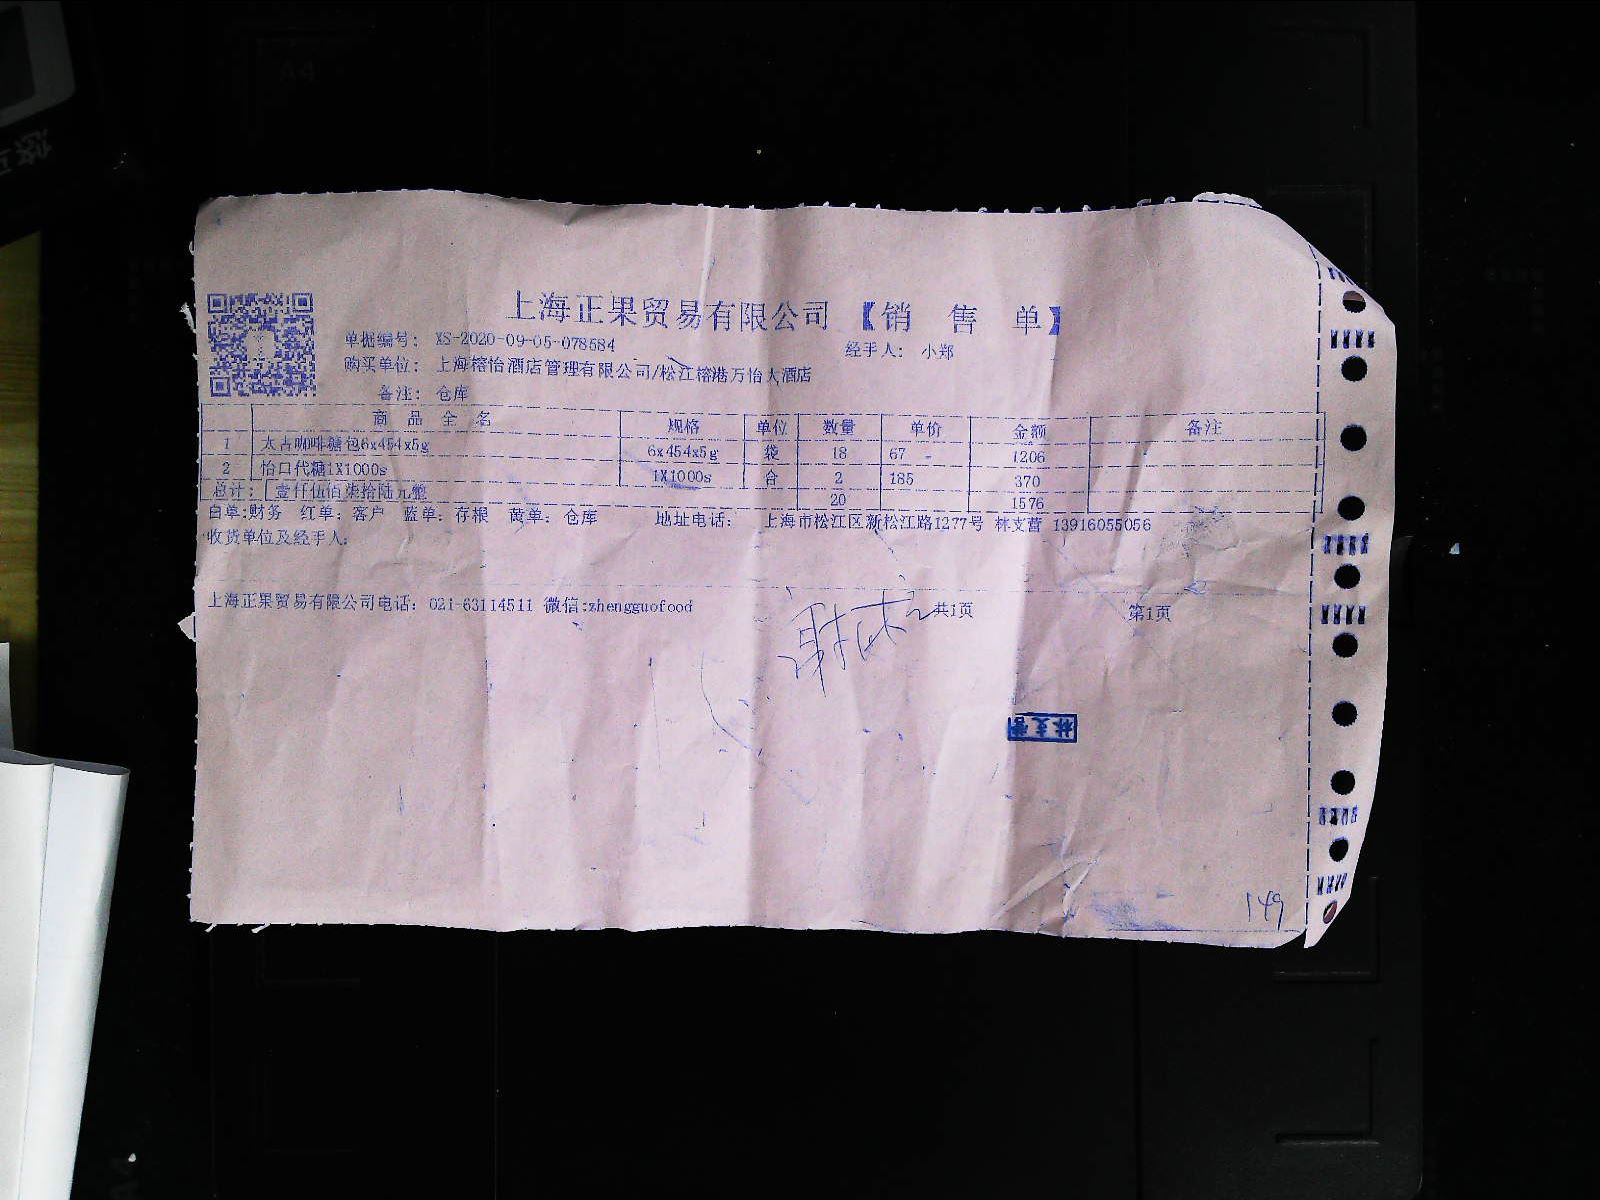 上海正果贸易有限公司 【销 售 单】
单据编号： XS-2020-09-05-078584 经手人： 小郑
购买单位： 上海榕怡酒店管理有限公司/松江榕港万怡大酒店
备注： 仓库
商 品 全 名 规格 单位 数量 单价 金额 备注
1 太古咖啡糖包6x454x5g 6x454x5g 袋 18 67 1206
2 怡口代糖1X1000s 1X1000s 合 2 185 370
总计： 壹仟伍佰柒拾陆元整 20 1576
白单:财务 红单：客户 蓝单：存根 黄单：仓库 地址电话： 上海市松江区新松江路1277号 林支营 13916055056
收货单位及经手人:
上海正果贸易有限公司电话：021-63114511 微信:zhengguofood 共1页 第1页
林支营
149